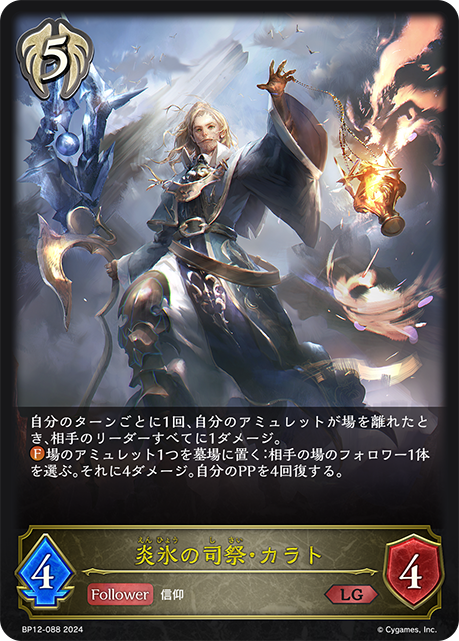 5
自分のターンごとに1回、自分のアミュレットが場を離れたと
き、相手のリーダーすべてに1ダメージ。
F場のアミュレット1つを墓場に置く：相手の場のフォロワー1体
を選ぶ。それに4ダメージ。自分のPPを4回復する。
えんひょう しさい
炎氷の司祭・カラト
4
Follower 信仰
LG
4
BP12-088 2024
© Cygames, Inc.